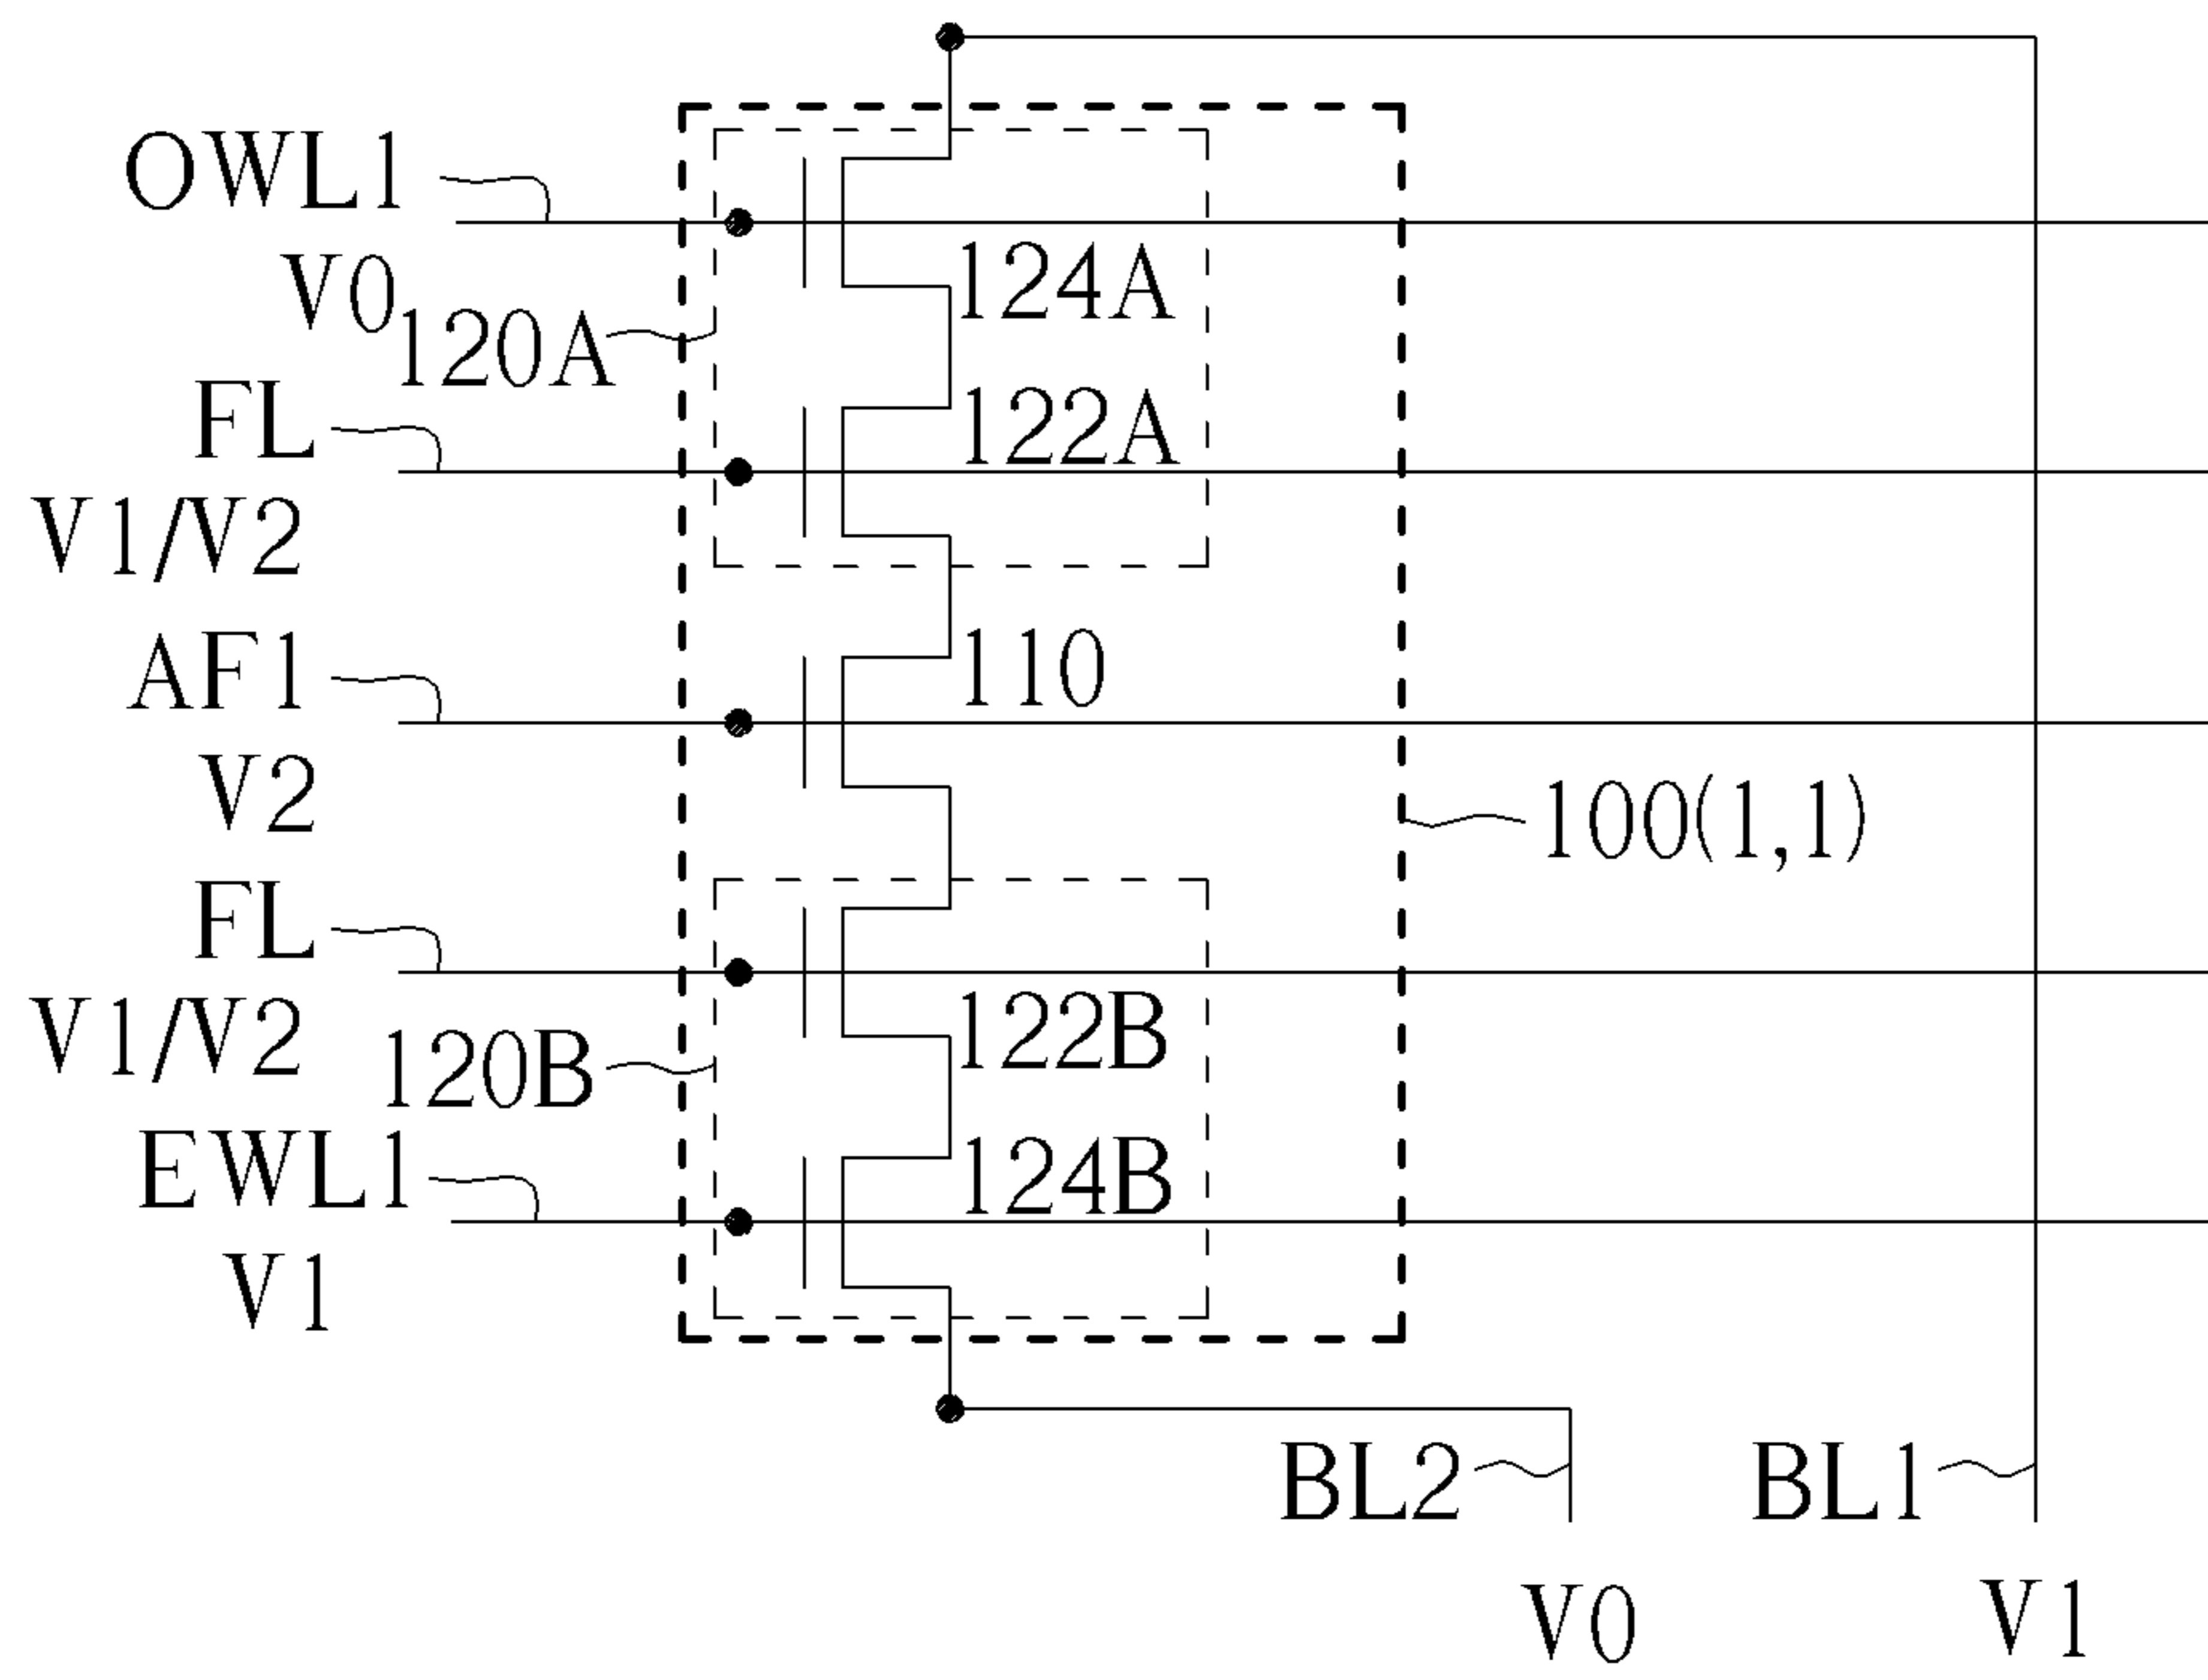 OWL1
V0
124A
120A
FL
122A
V1/V2
AF1
110
V2
100(1,1)
FL
V1/V2
122B
120B
EWL1
124B
V1
BL2
BL1
V0
V1